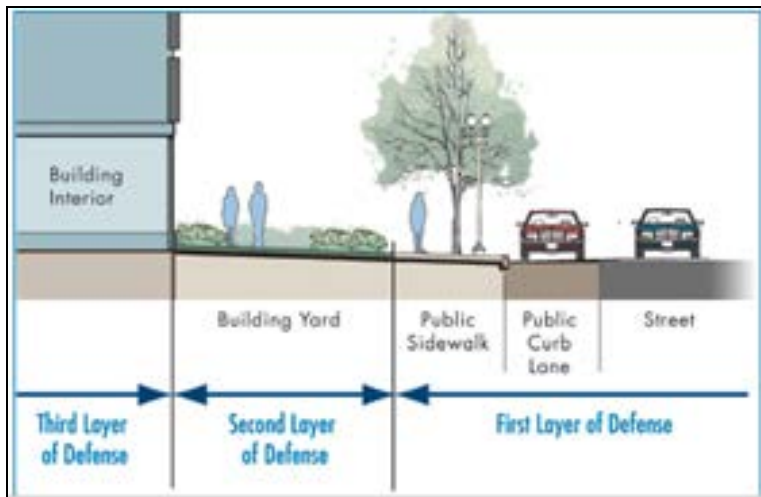 Building
Interior
Building Yard
Public
Sidewalk
Public
Curb
Lane
Street
Third Layer
of Defense
Second Layer
of Defense
First Layer of Defense